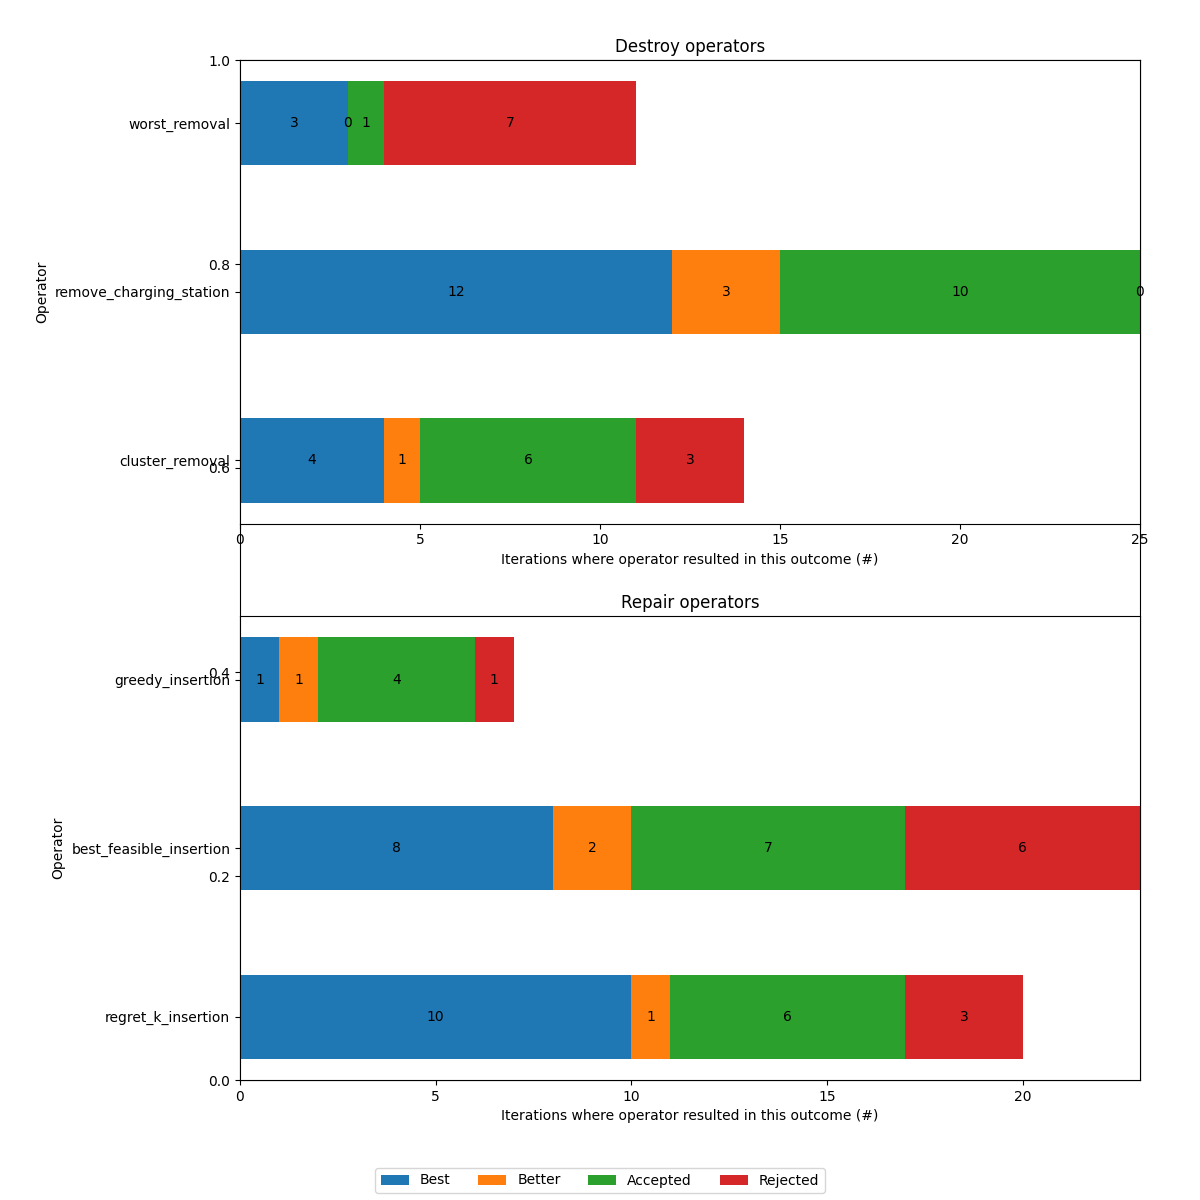 Destroy operators
1.0
worst_removal
3 0 1 7
0.8
Operator
remove_charging_station
12 3 10 0
cluster_removal
4 1 6 3
0.6
0 5 10 15 20 25
Iterations where operator resulted in this outcome (#)
Repair operators
0.4
greedy_insertion
1 1 4 1
Operator
best_feasible_insertion
8 2 7 6
0.2
regret_k_insertion
10 1 6 3
0.0
0 5 10 15 20
Iterations where operator resulted in this outcome (#)
Best Better Accepted Rejected